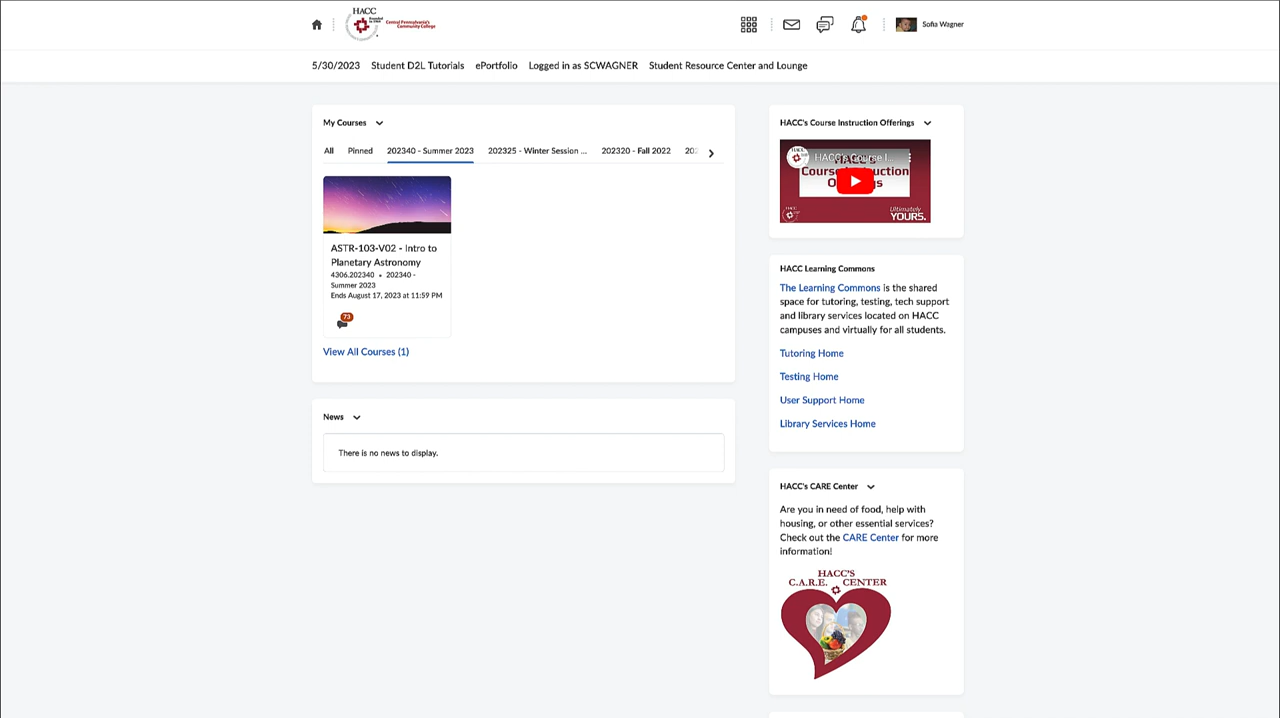 HACC
Central Pennsylvania's
Community College
Sofia Wagner
5/30/2023 Student D2L Tutorials ePortfolio Logged in as SCWAGNER Student Resource Center and Lounge
My Courses
All Pinned 202340 - Summer 2023 202325 - Winter Session ... 202320 - Fall 2022 202
ASTR-103-V02 - Intro to
Planetary Astronomy
4306.202340 • 202340 -
Summer 2023
Ends August 17, 2023 at 11:59 PM
73
View All Courses (1)
News
There is no news to display.
HACC's Course Instruction Offerings
HACC's Course I...
Course Instruction
Ultimately
YOURS.
HACC Learning Commons
The Learning Commons is the shared
space for tutoring, testing, tech support
and library services located on HACC
campuses and virtually for all students.
Tutoring Home
Testing Home
User Support Home
Library Services Home
HACC's CARE Center
Are you in need of food, help with
housing, or other essential services?
Check out the CARE Center for more
information!
HACC'S
C.A.R.E. CENTER